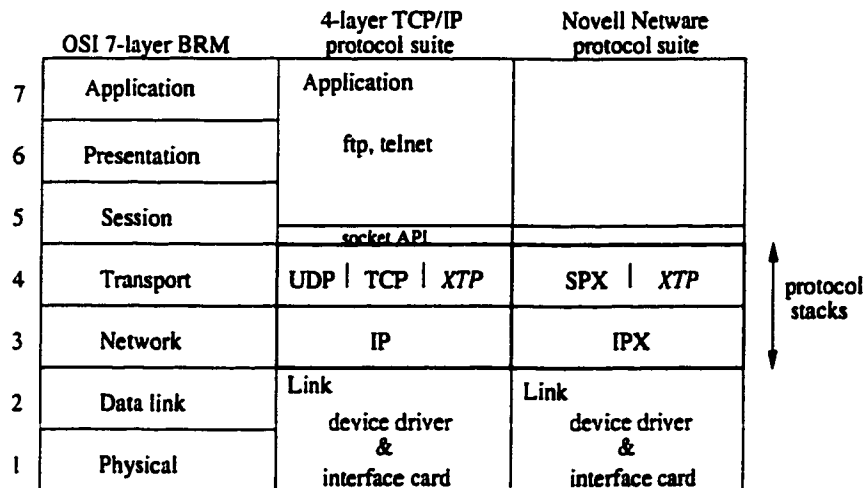 OSI 7-layer BRM
4-layer TCP/IP
protocol suite
Novell Netware
protocol suite
7
Application
Application
6
Presentation
ftp, telnet
5
Session
socket API
4
Transport
UDP | TCP | XTP
SPX | XTP
protocol
stacks
3
Network
IP
IPX
2
Data link
Link
device driver
&
interface card
Link
device driver
&
interface card
1
Physical